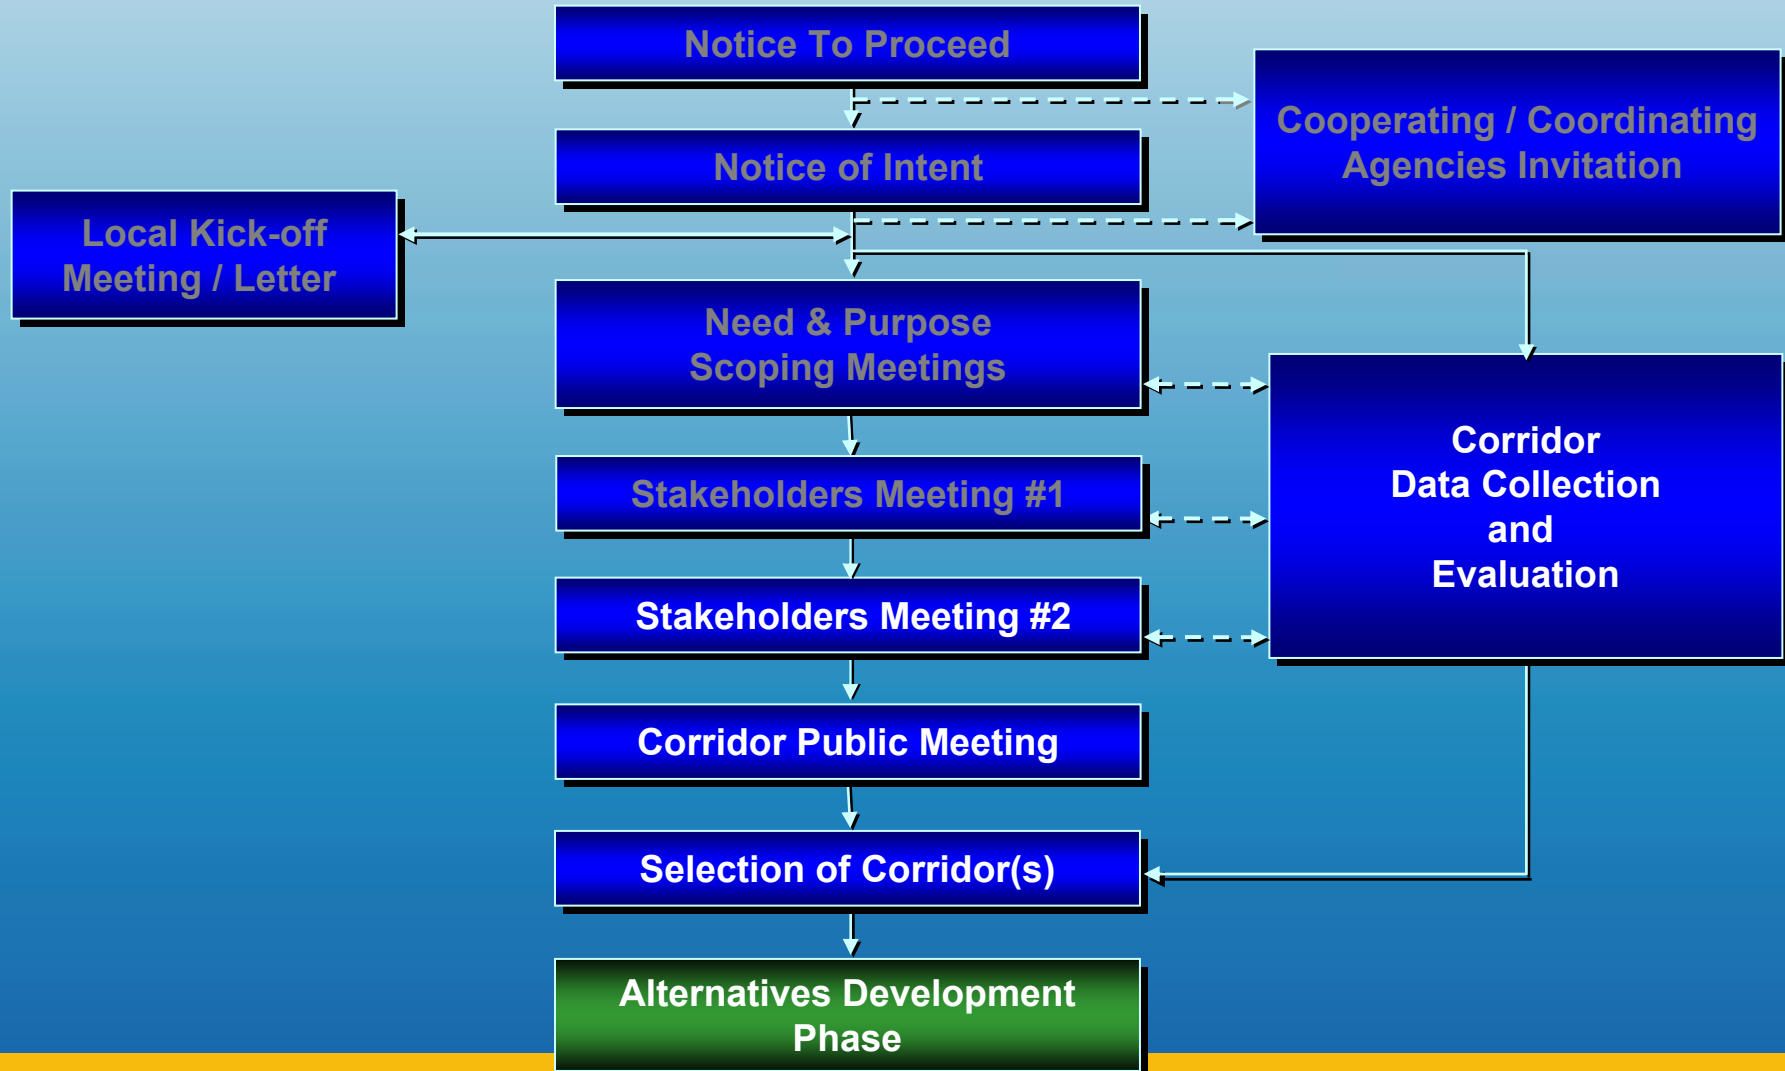 Notice To Proceed
Cooperating / Coordinating
Agencies Invitation
Notice of Intent
Local Kick-off
Meeting / Letter
Need & Purpose
Scoping Meetings
Corridor
Data Collection
and
Evaluation
Stakeholders Meeting #1
Stakeholders Meeting #2
Corridor Public Meeting
Selection of Corridor(s)
Alternatives Development
Phase